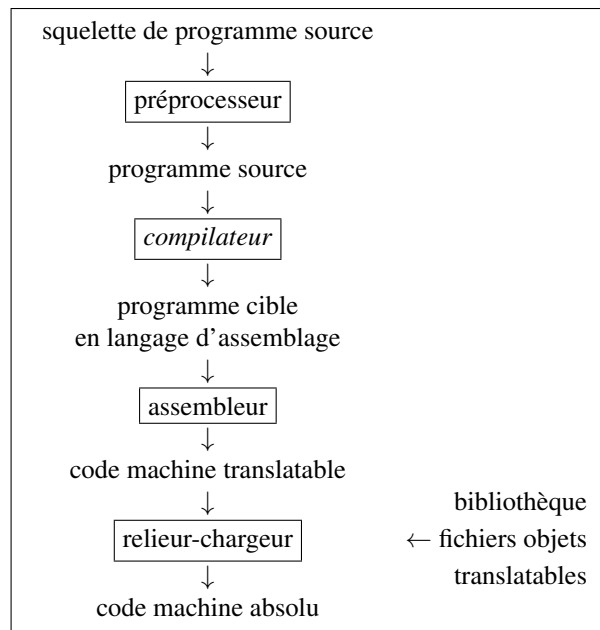 squelette de programme source
↓
préprocesseur
↓
programme source
↓
compilateur
↓
programme cible
en langage d'assemblage
↓
assembleur
↓
code machine translatable
↓
bibliothèque
relieur-chargeur ← fichiers objets
translatables
↓
code machine absolu